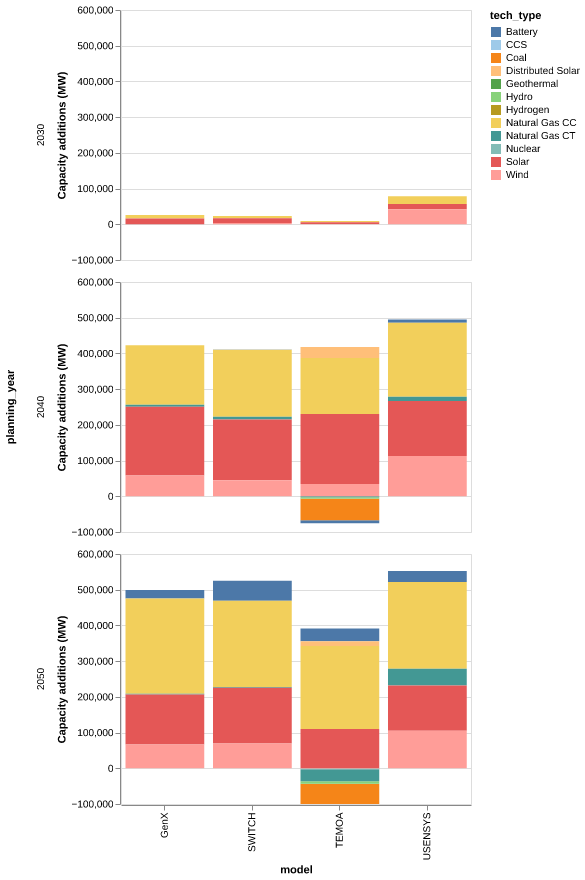 600,000
500,000
400,000
300,000
200,000
100,000
0
−100,000
Capacity additions (MW)
2030
600,000
500,000
400,000
300,000
200,000
100,000
0
−100,000
Capacity additions (MW)
2040
planning_year
600,000
500,000
400,000
300,000
200,000
100,000
0
−100,000
Capacity additions (MW)
2050
GenX
SWITCH
TEMOA
USENSYS
model
tech_type
Battery
CCS
Coal
Distributed Solar
Geothermal
Hydro
Hydrogen
Natural Gas CC
Natural Gas CT
Nuclear
Solar
Wind